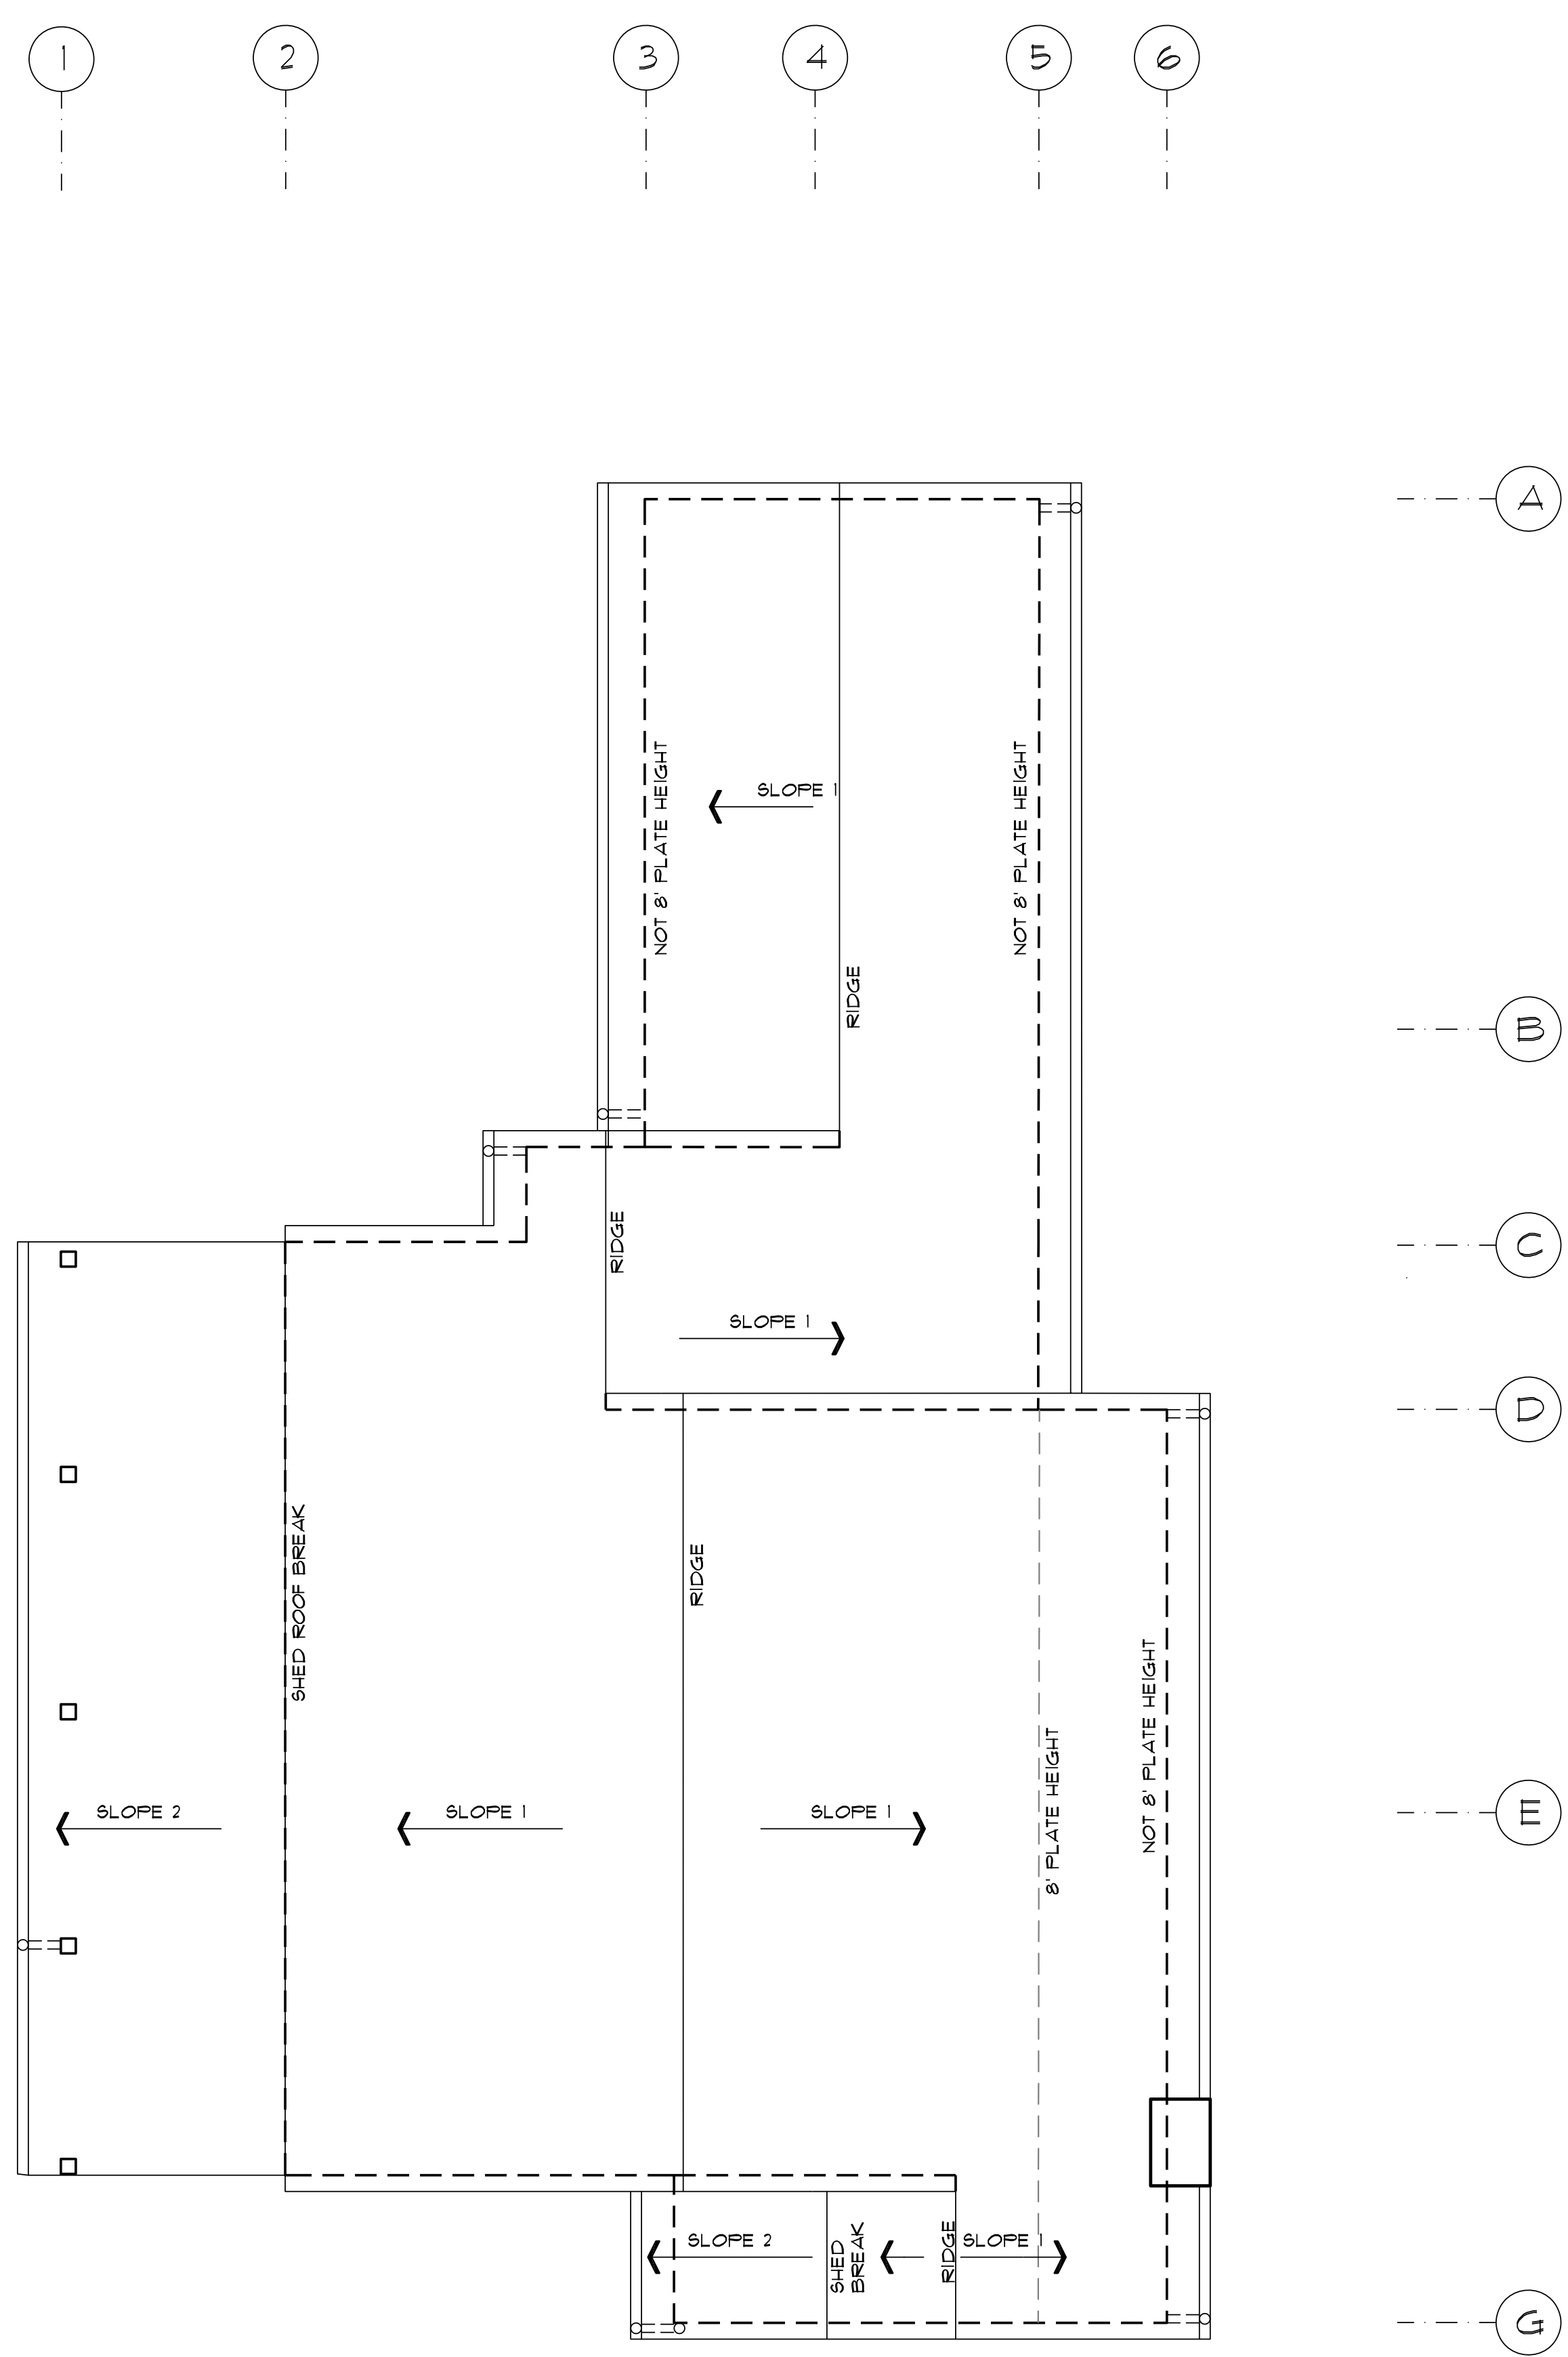 1
2
3
4
5
6
A
NOT 8' PLATE HEIGHT
NOT 8' PLATE HEIGHT
SLOPE 1
RIDGE
B
RIDGE
C
SLOPE 1
D
SHED ROOF BREAK
RIDGE
NOT 8' PLATE HEIGHT
8' PLATE HEIGHT
SLOPE 2
SLOPE 1
SLOPE 1
E
SLOPE 2
SHED
BREAK
RIDGE
SLOPE 1
G